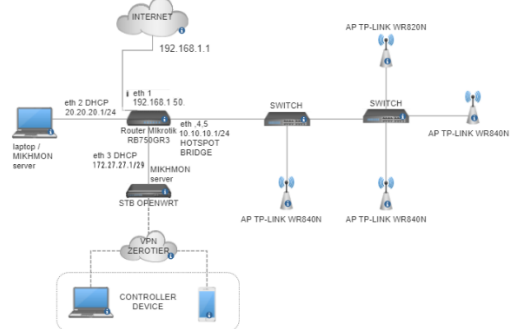 INTERNET
192.168.1.1
AP TP-LINK WR820N
eth 1
192.168.1 50.
eth 2 DHCP
20.20.20.1/24
laptop /
MIKHMON
server
Router Mikrotik
RB750GR3
eth ,4,5
10.10.10.1/24
HOTSPOT
BRIDGE
SWITCH
SWITCH
AP TP-LINK WR840N
eth 3 DHCP
172.27.27.1/29
MIKHMON
server
STB OPENWRT
AP TP-LINK WR840N
AP TP-LINK WR840N
VPN
ZEROTIER
CONTROLLER
DEVICE